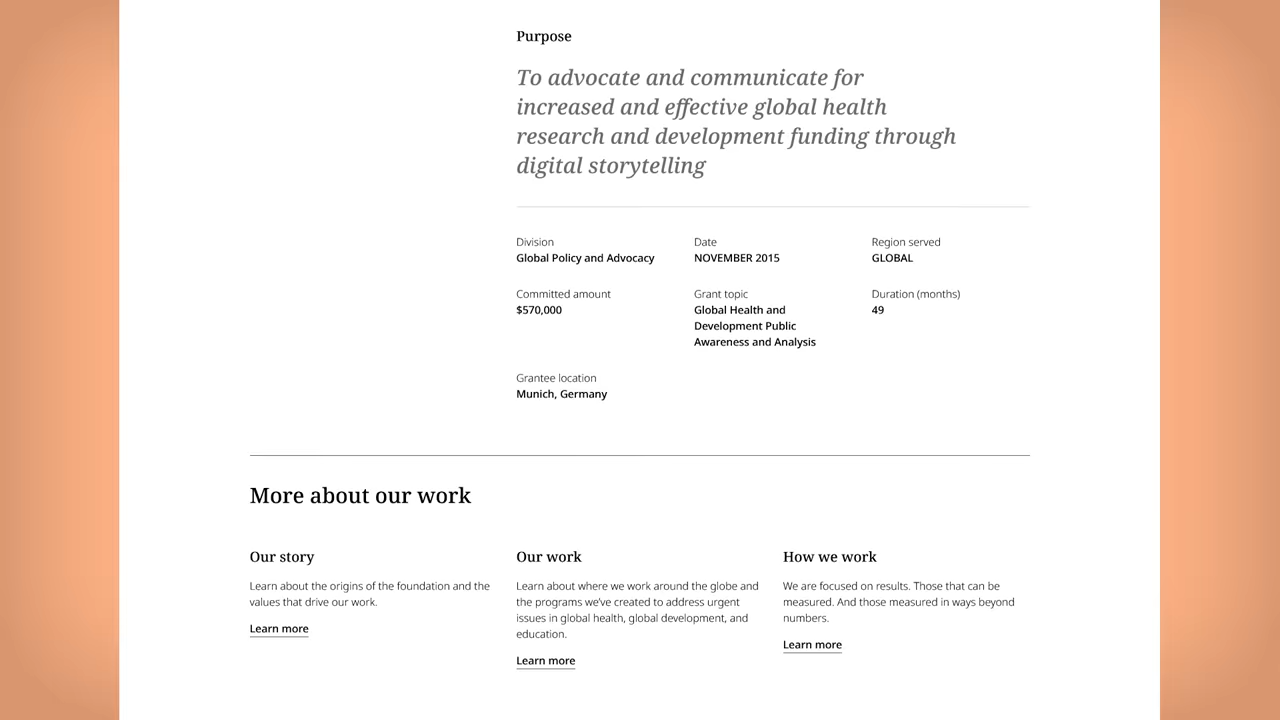 Purpose
To advocate and communicate for
increased and effective global health
research and development funding through
digital storytelling
Division
Global Policy and Advocacy
Date
NOVEMBER 2015
Region served
GLOBAL
Committed amount
$570,000
Grant topic
Global Health and
Development Public
Awareness and Analysis
Duration (months)
49
Grantee location
Munich, Germany
More about our work
Our story
Learn about the origins of the foundation and the
values that drive our work.
Learn more
Our work
Learn about where we work around the globe and
the programs we’ve created to address urgent
issues in global health, global development, and
education.
Learn more
How we work
We are focused on results. Those that can be
measured. And those measured in ways beyond
numbers.
Learn more